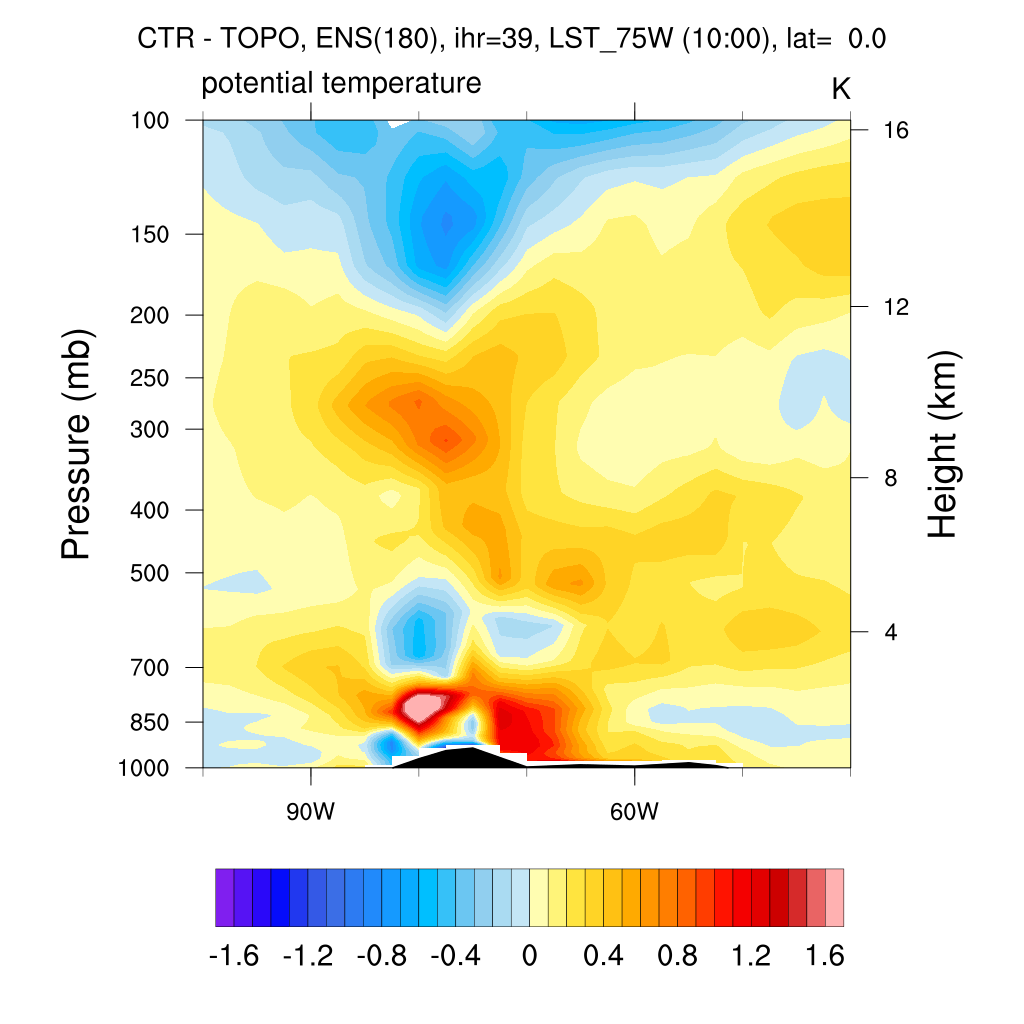 CTR - TOPO, ENS(180), ihr=39, LST_75W (10:00), lat=  0.0
potential temperature K
100
150
200
250
300
400
500
700
850
1000
Pressure (mb)
16
12
8
4
Height (km)
90W 60W
-1.6 -1.2 -0.8 -0.4 0 0.4 0.8 1.2 1.6